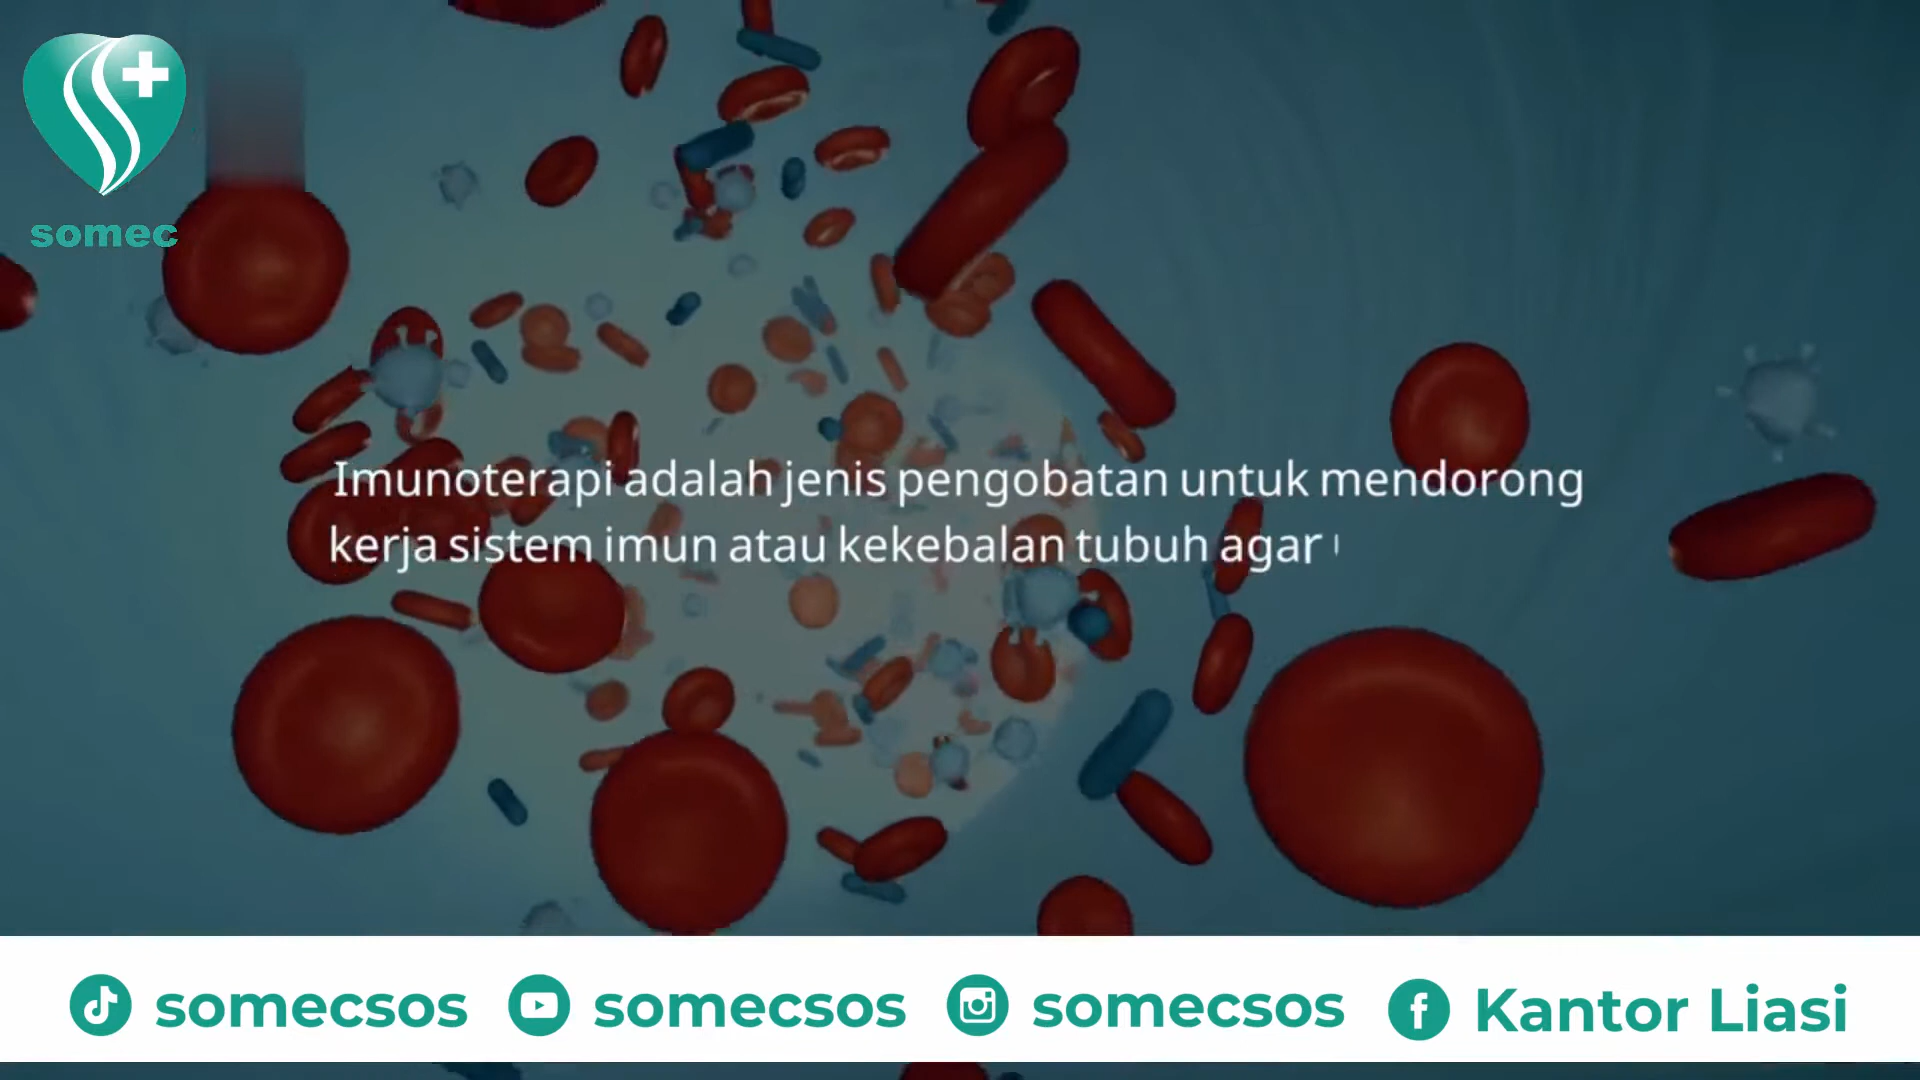 somec
Imunoterapi adalah jenis pengobatan untuk mendorong
kerja sistem imun atau kekebalan tubuh agar
somecsos
somecsos
somecsos
Kantor Liasi